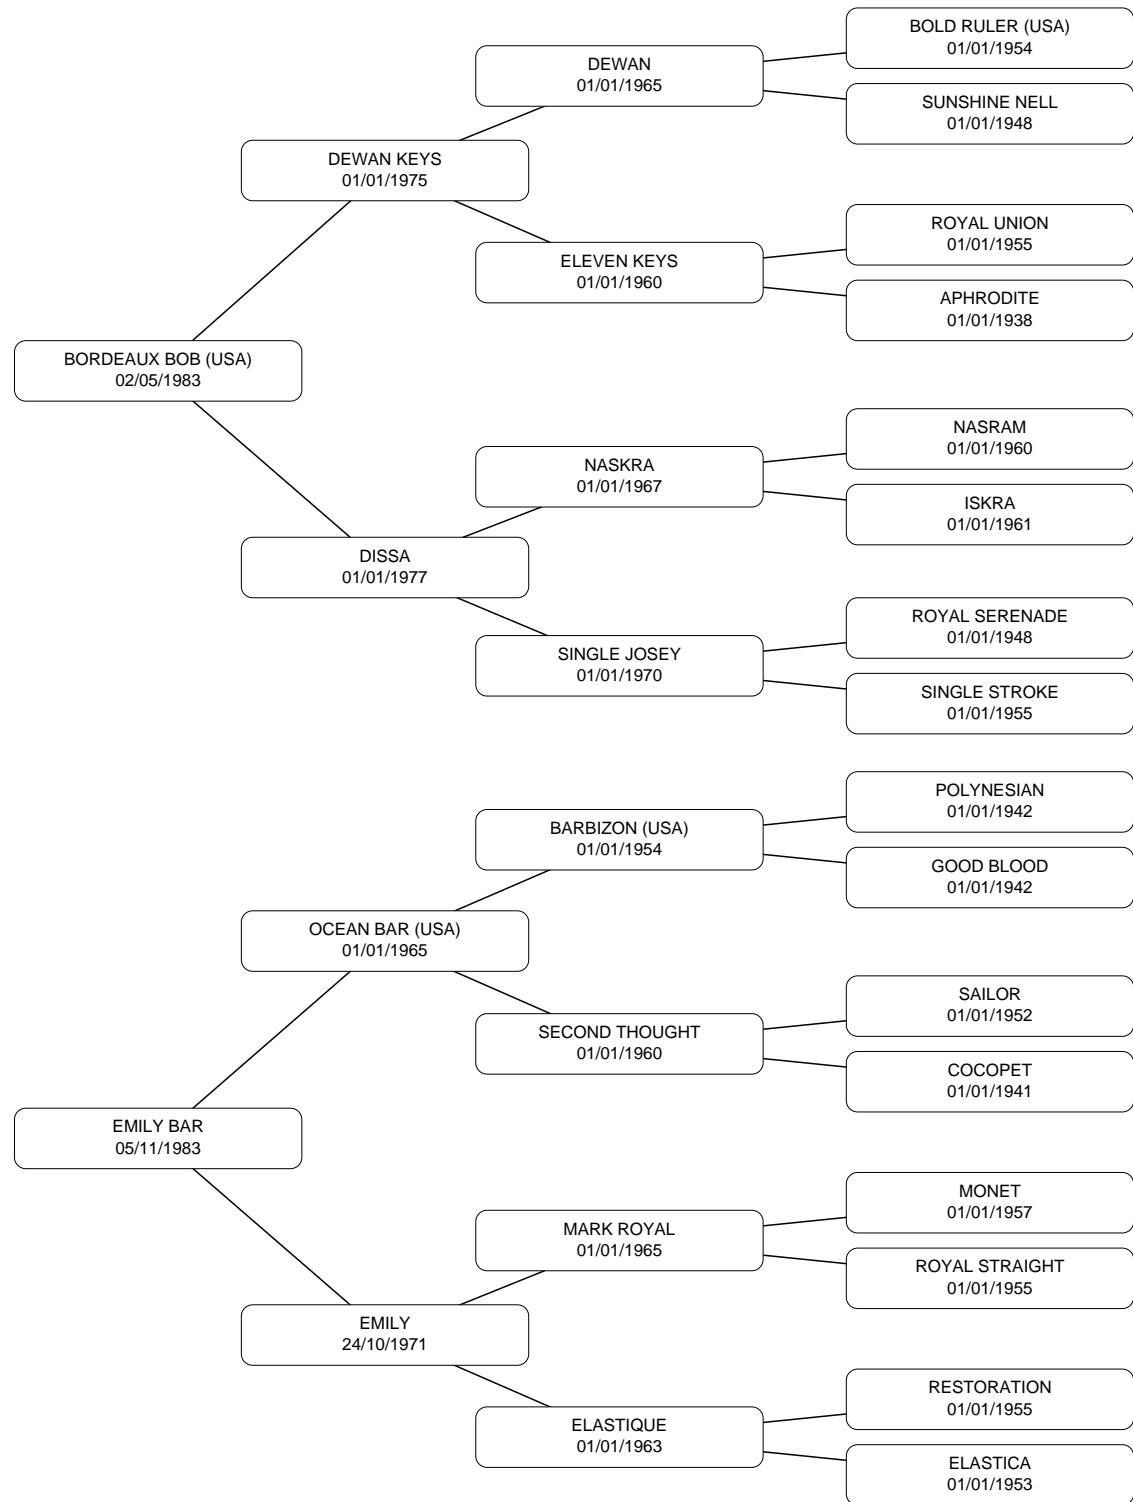 BOLD RULER (USA)
01/01/1954
DEWAN
01/01/1965
SUNSHINE NELL
01/01/1948
DEWAN KEYS
01/01/1975
ROYAL UNION
01/01/1955
ELEVEN KEYS
01/01/1960
APHRODITE
01/01/1938
BORDEAUX BOB (USA)
02/05/1983
NASRAM
01/01/1960
NASKRA
01/01/1967
ISKRA
01/01/1961
DISSA
01/01/1977
ROYAL SERENADE
01/01/1948
SINGLE JOSEY
01/01/1970
SINGLE STROKE
01/01/1955
POLYNESIAN
01/01/1942
BARBIZON (USA)
01/01/1954
GOOD BLOOD
01/01/1942
OCEAN BAR (USA)
01/01/1965
SAILOR
01/01/1952
SECOND THOUGHT
01/01/1960
COCOPET
01/01/1941
EMILY BAR
05/11/1983
MONET
01/01/1957
MARK ROYAL
01/01/1965
ROYAL STRAIGHT
01/01/1955
EMILY
24/10/1971
RESTORATION
01/01/1955
ELASTIQUE
01/01/1963
ELASTICA
01/01/1953